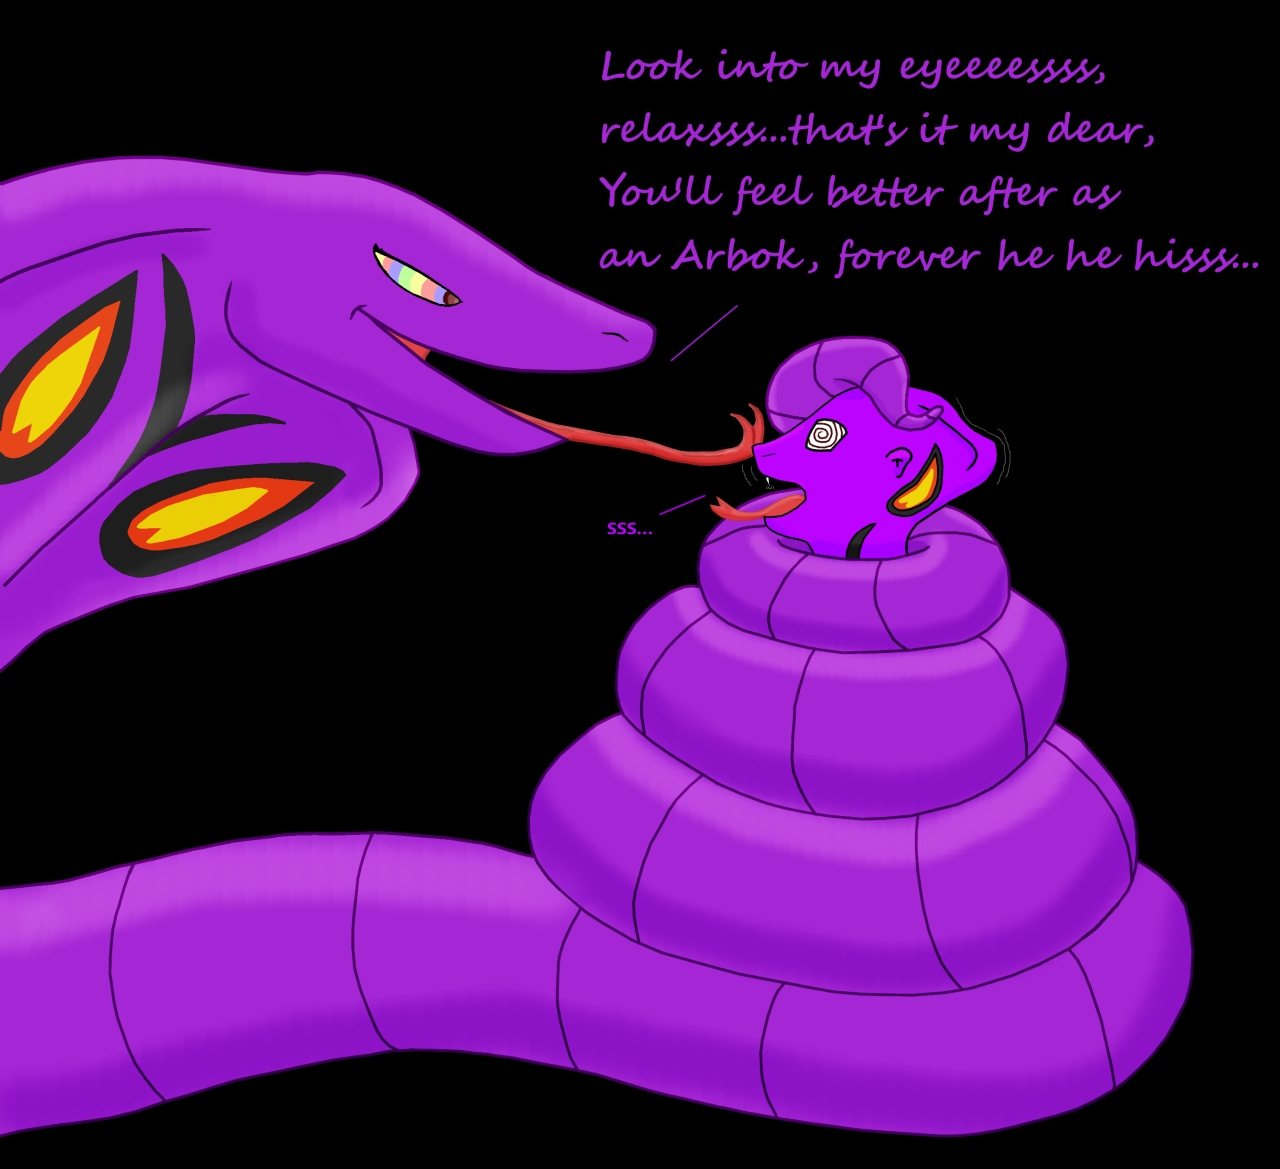 Look into my eyeeeessss,
relaxsss...that's it my dear,
You'll feel better after as
an Arbok, forever he he hisss...
sss...